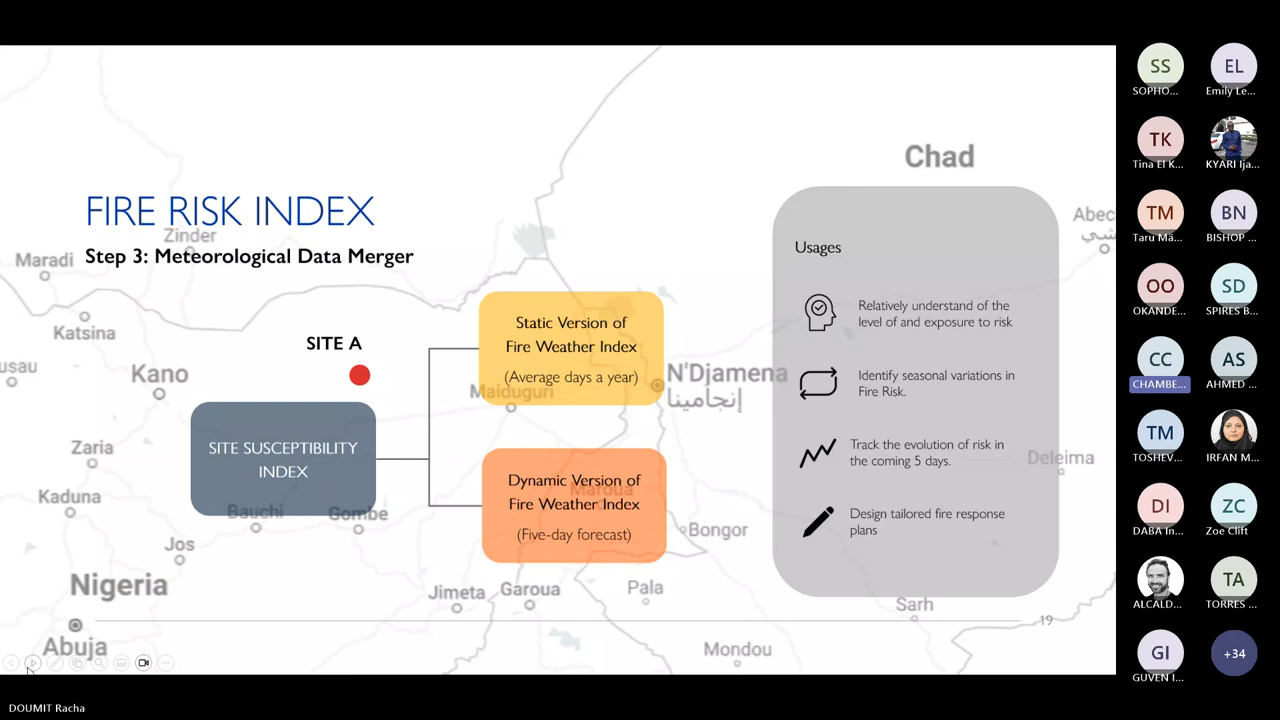 Chad
FIRE RISK INDEX
Zinder
Step 3: Meteorological Data Merger
Maradi
Katsina
SITE A
Kano
Static Version of
Fire Weather Index
(Average days a year)
Maiduguri
N'Djamena
إنجامينا
SITE SUSCEPTIBILITY
INDEX
Zaria
Kaduna
Bauchi
Gombe
Jos
Dynamic Version of
Fire Weather Index
Maroua
(Five-day forecast)
Bongor
Nigeria
Jimeta
Garoua
Pala
Sarh
Abuja
Mondou
19
Usages
Relatively understand of the
level of and exposure to risk
Identify seasonal variations in
Fire Risk.
Track the evolution of risk in
the coming 5 days.
Design tailored fire response
plans
Abec
Deleima
SS
SOPHO...
EL
Emily Le...
TK
Tina El K...
KYARI Ija...
TM
Taru Mä...
BN
BISHOP ...
OO
OKANDE...
SD
SPIRES B...
CC
CHAMBE...
AS
AHMED ...
TM
TOSHEV...
IRFAN M...
DI
DABA In...
ZC
Zoe Clift
ALCALD...
TA
TORRES ...
GI
GUVEN I...
+34
DOUMIT Racha